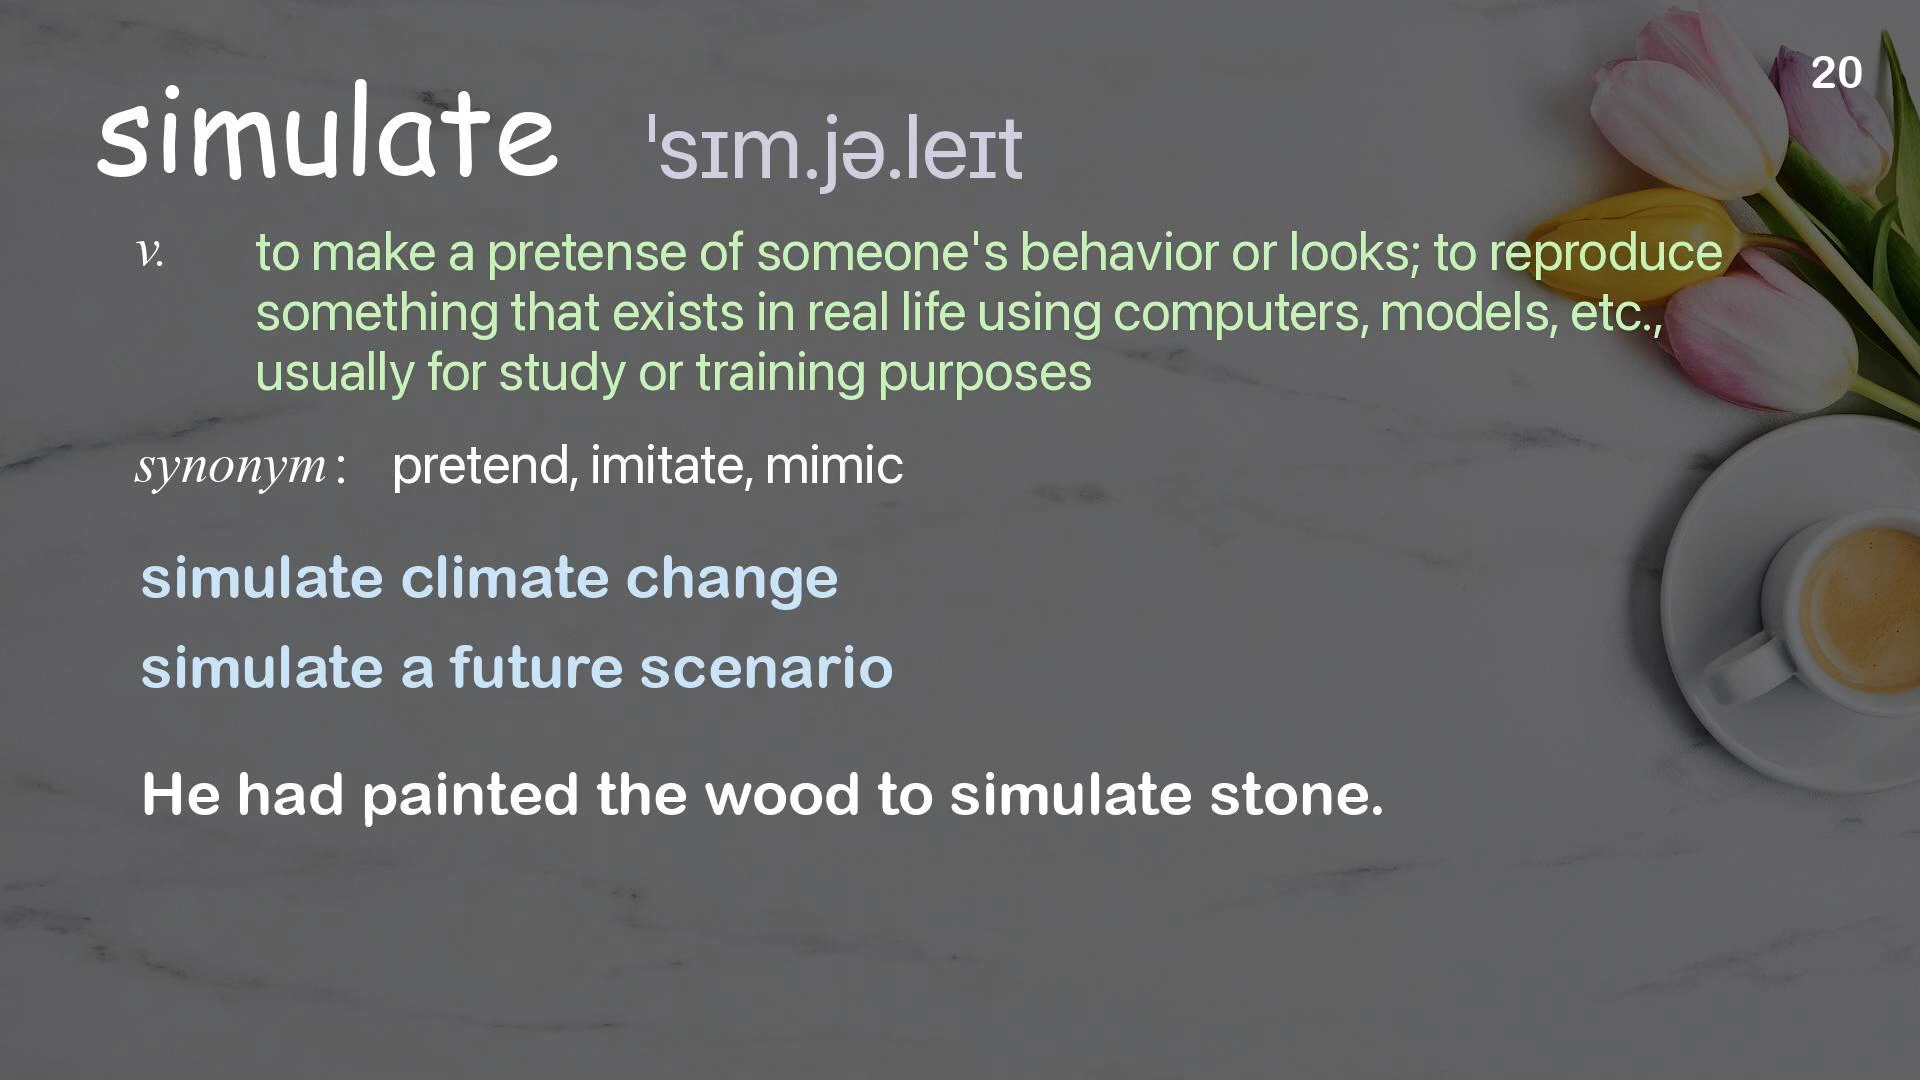 20
simulate ˈsɪm.jə.leɪt
v. to make a pretense of someone's behavior or looks; to reproduce
something that exists in real life using computers, models, etc.,
usually for study or training purposes
synonym: pretend, imitate, mimic
simulate climate change
simulate a future scenario
He had painted the wood to simulate stone.